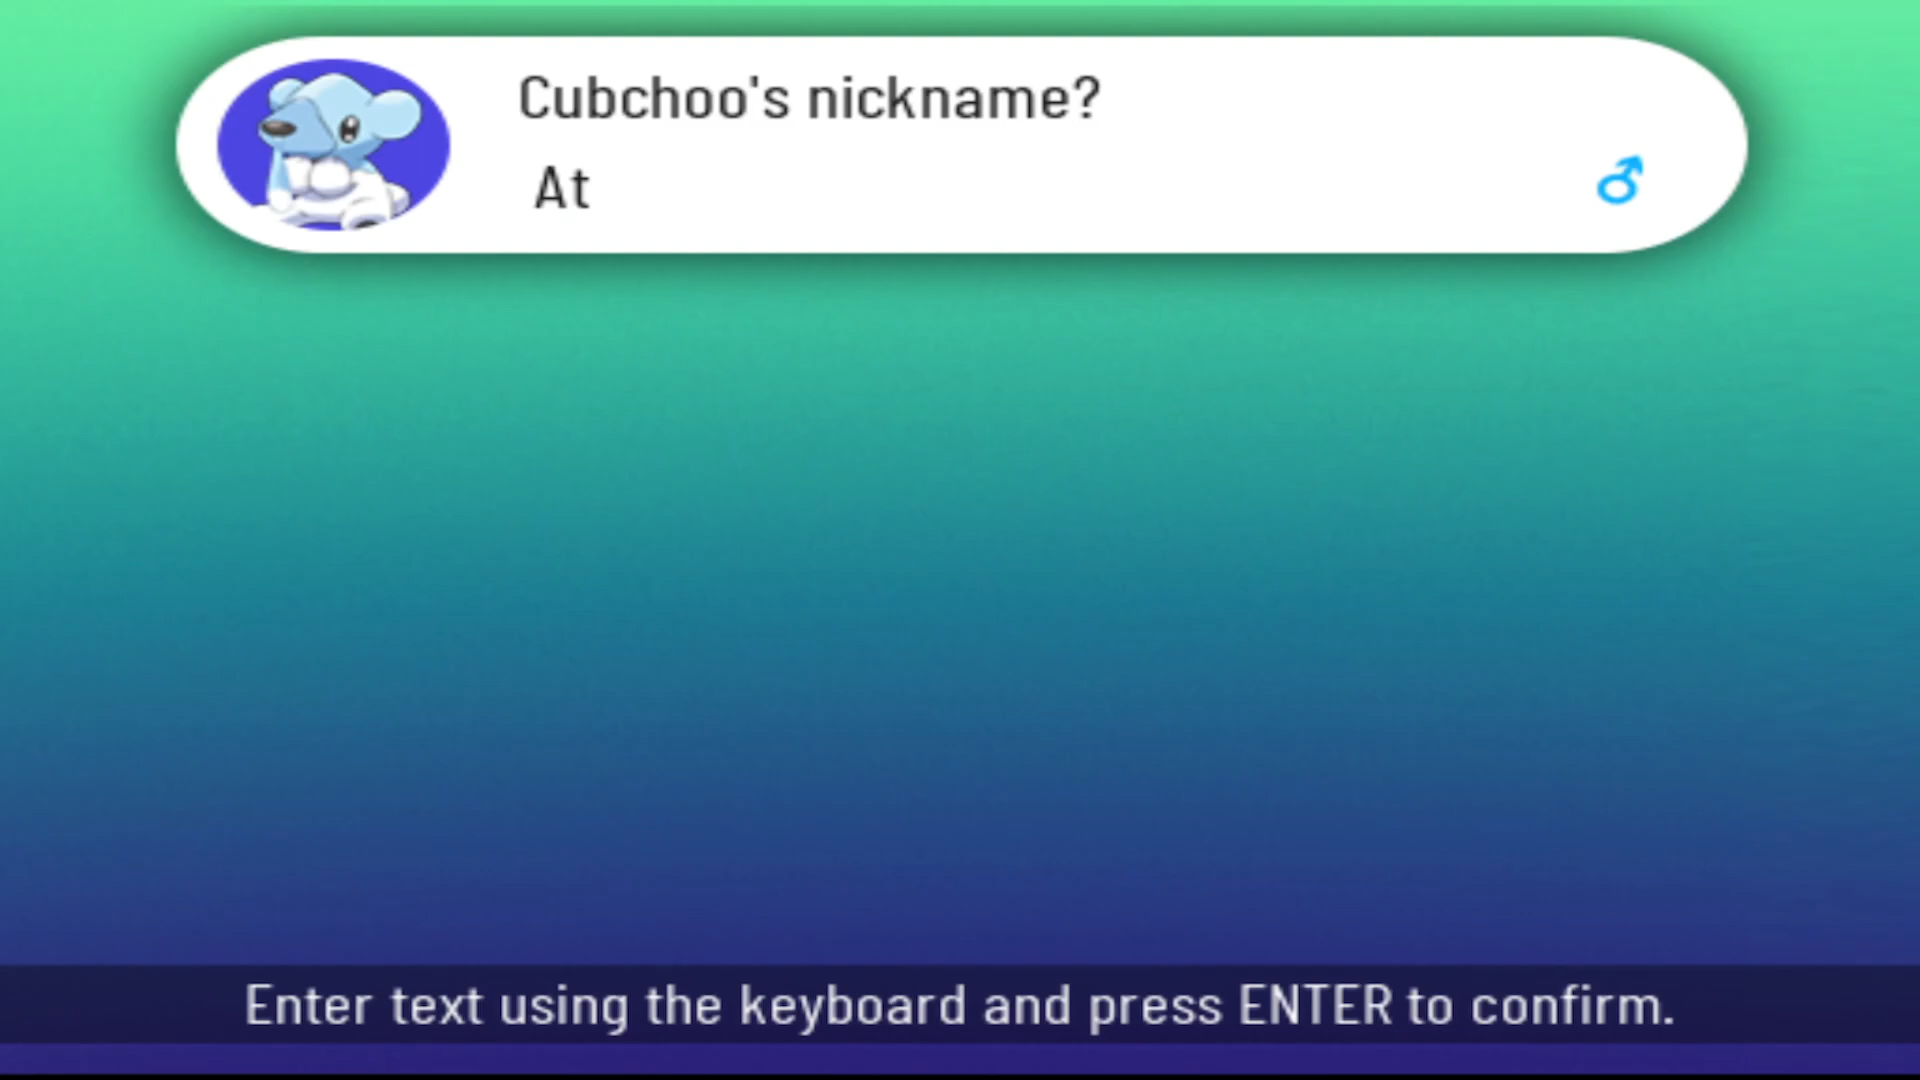 Cubchoo's nickname?
At
Enter text using the keyboard and press ENTER to confirm.